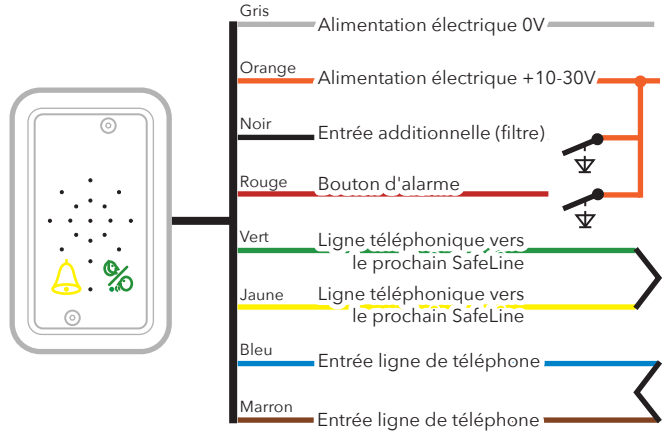 Gris
Alimentation électrique 0V
Orange
Alimentation électrique +10-30V
Noir
Entrée additionnelle (filtre)
Rouge
Bouton d'alarme
Vert
Ligne téléphonique vers
le prochain SafeLine
Jaune
Ligne téléphonique vers
le prochain SafeLine
Bleu
Entrée ligne de téléphone
Marron
Entrée ligne de téléphone